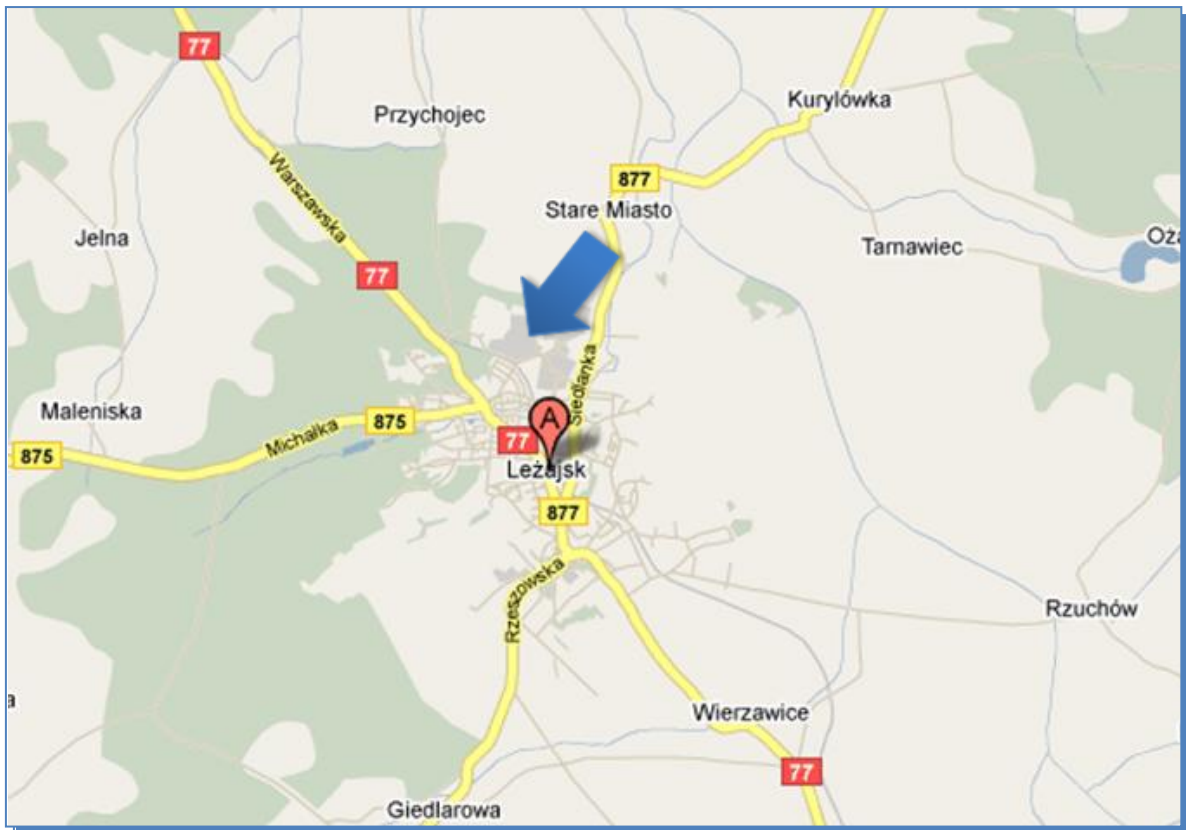 77
Kurylówka
Przychojec
Warszawska
877
Stare Miasto
Jelna
Tarnawiec
77
Siedlanka
Maleniska
A
875
Michałka
77
875
Leżajsk
877
Rzeszowska
Rzuchów
Wierzawice
77
Giedlarowa